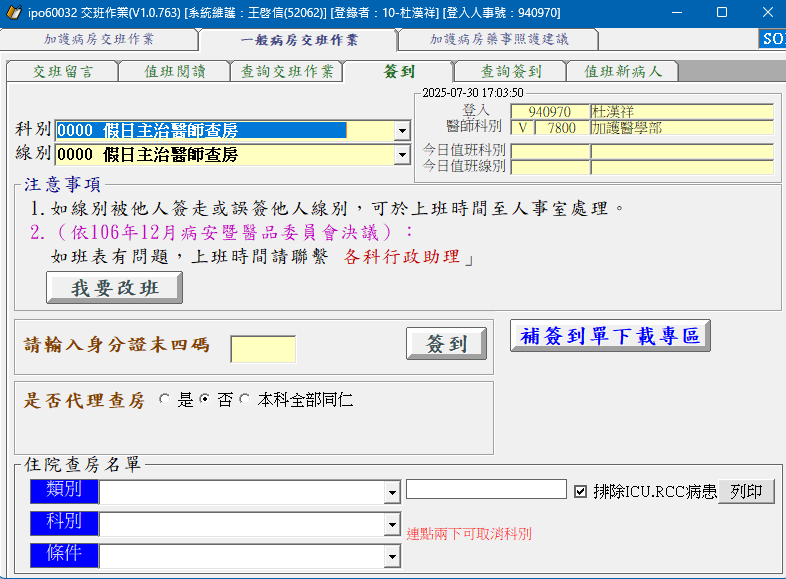 ipo60032 交班作業(V1.0.763) [系統維護：王啓信(52062)] [登錄者：10-杜漢祥] [登入人事號：940970]
加護病房交班作業 一般病房交班作業 加護病房藥事照護建議 SO
交班留言 值班閱讀 查詢交班作業 簽到 查詢簽到 值班新病人
2025-07-30 17:03:50
登入 940970 杜漢祥
科別 0000 假日主治醫師查房 醫師科別 V 7800 加護醫學部
線別 0000 假日主治醫師查房 今日值班科別
今日值班線別
注意事項
1.如線別被他人簽走或誤簽他人線別，可於上班時間至人事室處理。
2.（依106年12月病安暨醫品委員會決議）：
如班表有問題，上班時間請聯繫 各科行政助理」
我要改班
請輸入身分證末四碼 簽到 補簽到單下載專區
是否代理查房 是 否 本科全部同仁
住院查房名單
類別 排除ICU.RCC病患 列印
科別 連點兩下可取消科別
條件